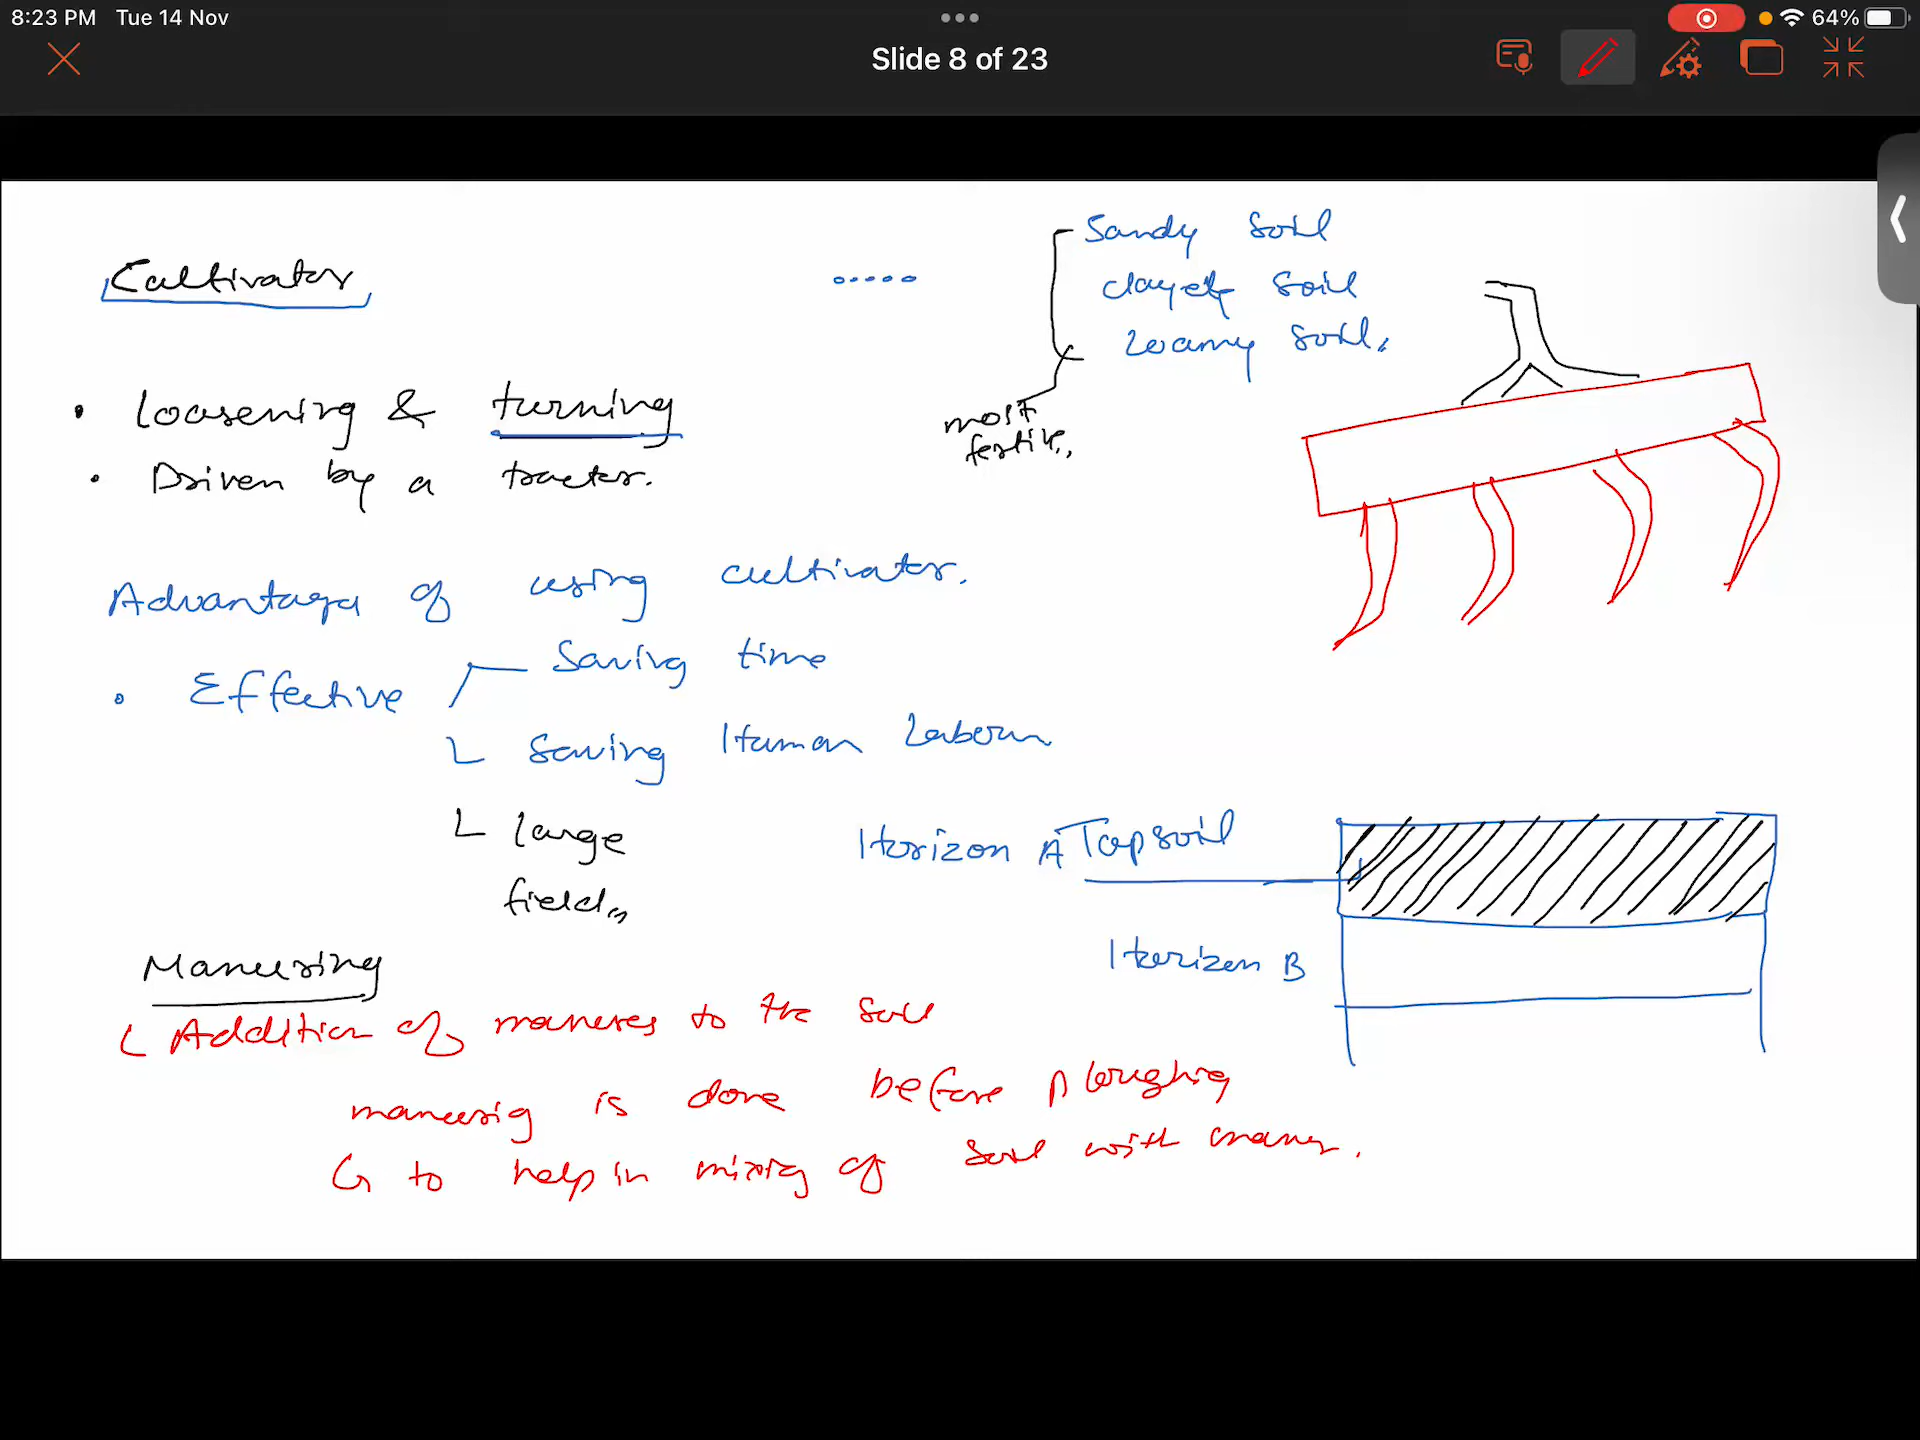 8:23 PM Tue 14 Nov
64%
Slide 8 of 23
Cultivator
Sandy Soil
clayey Soil
Loamy Soil.
most
fertile.
• Loosening & turning
• Driven by a tractor.
Advantage of using cultivator.
• Effective
Saving time
Saving Human Labour
Large
field
Horizon A Topsoil
Horizon B
Manuring
Addition of manures to the Soil
manuring is done before ploughing
to help in mixing of Soil with manure.